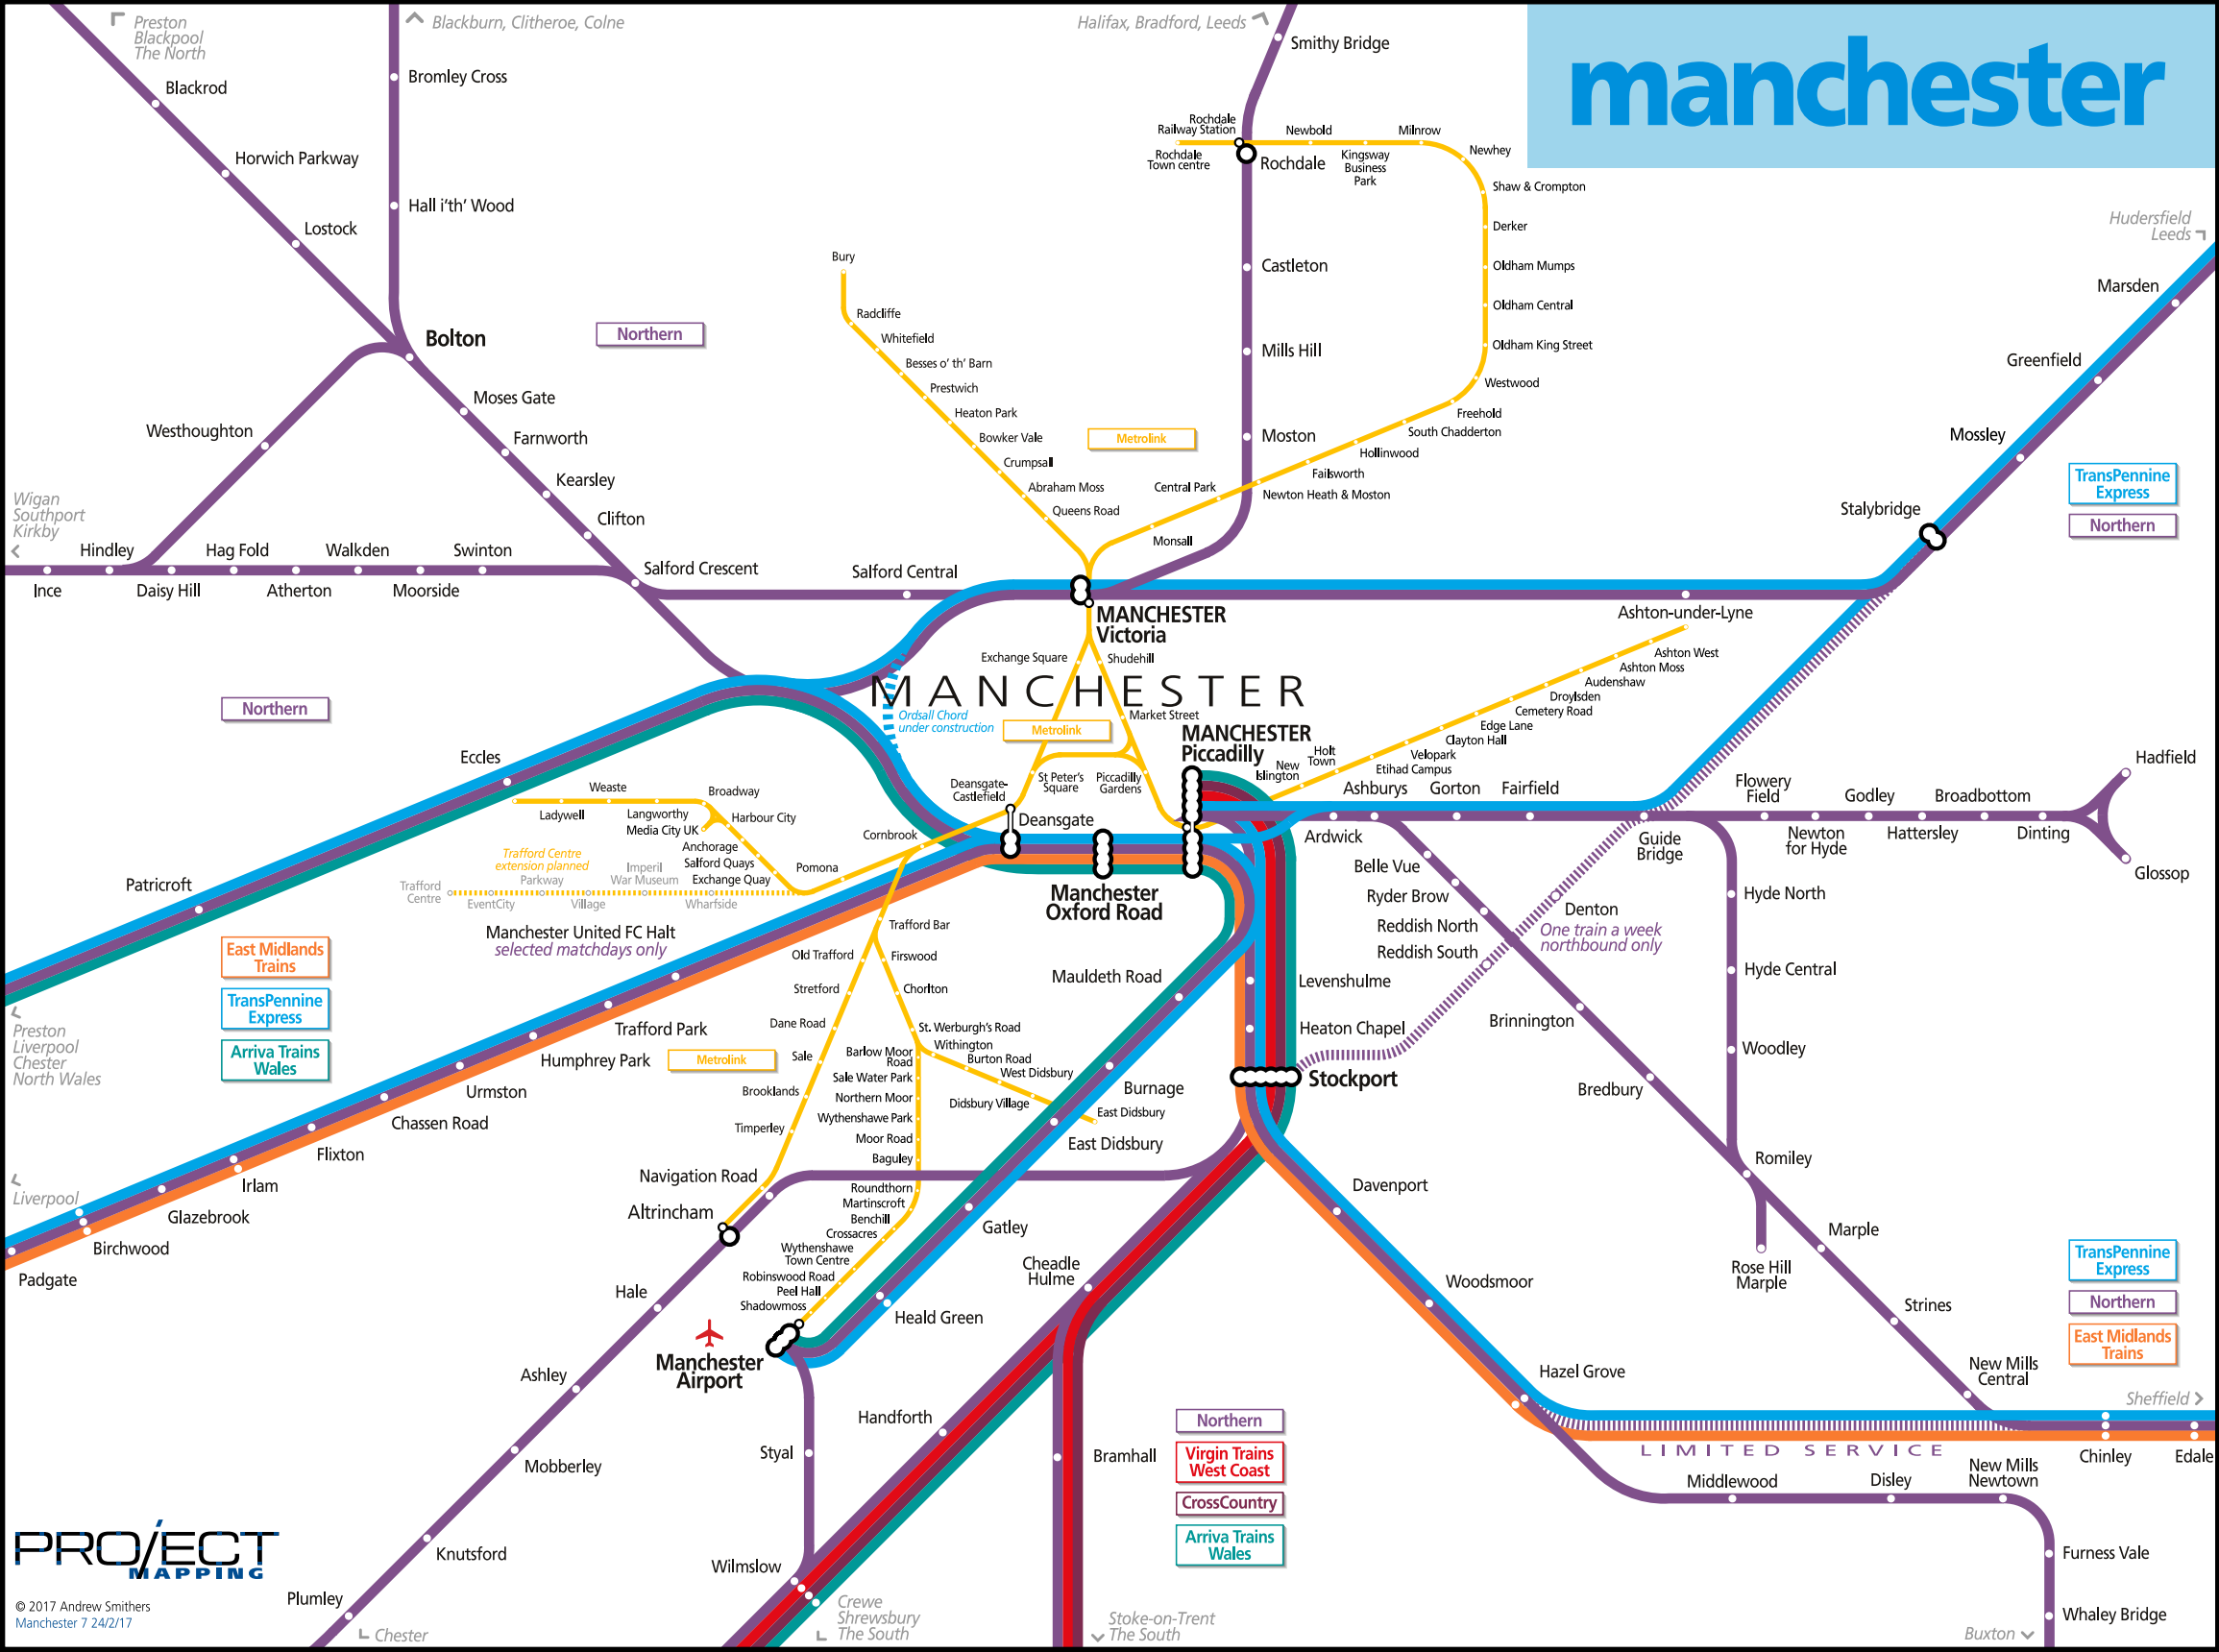 Preston
Blackpool
The North
Blackburn, Clitheroe, Colne
Halifax, Bradford, Leeds
Smithy Bridge
manchester
Blackrod
Bromley Cross
Horwich Parkway
Hall i'th' Wood
Lostock
Rochdale
Railway Station
Newbold
Milnrow
Rochdale
Town centre
Rochdale
Kingsway
Business
Park
Newhey
Shaw & Crompton
Derker
Oldham Mumps
Oldham Central
Oldham King Street
Westwood
Freehold
South Chadderton
Hollinwood
Failsworth
Newton Heath & Moston
Central Park
Monsall
Castleton
Mills Hill
Moston
Hudersfield
Leeds
Marsden
Greenfield
Mossley
Stalybridge
TransPennine
Express
Northern
Bolton
Northern
Bury
Radcliffe
Whitefield
Besses o' th' Barn
Prestwich
Heaton Park
Bowker Vale
Crumpsall
Abraham Moss
Queens Road
Metrolink
Moses Gate
Farnworth
Kearsley
Clifton
Westhoughton
Wigan
Southport
Kirkby
Hindley
Hag Fold
Walkden
Swinton
Ince
Daisy Hill
Atherton
Moorside
Salford Crescent
Salford Central
MANCHESTER
Victoria
Ashton-under-Lyne
Ashton West
Ashton Moss
Audenshaw
Droylsden
Cemetery Road
Edge Lane
Clayton Hall
Velopark
Etihad Campus
Holt
Town
New
Islington
Exchange Square
Shudehill
MANCHESTER
Market Street
Ordsall Chord
under construction
Metrolink
MANCHESTER
Piccadilly
Deansgate-
Castlefield
St Peter's
Square
Piccadilly
Gardens
Northern
Eccles
Patricroft
Weaste
Broadway
Ladywell
Langworthy
Media City UK
Harbour City
Anchorage
Salford Quays
Exchange Quay
Pomona
Cornbrook
Deansgate
Manchester
Oxford Road
Trafford Centre
extension planned
Trafford
Centre
EventCity
Parkway
Village
Imperil
War Museum
Wharfside
Manchester United FC Halt
selected matchdays only
Ashburys
Gorton
Fairfield
Ardwick
Guide
Bridge
Flowery
Field
Newton
for Hyde
Godley
Hattersley
Broadbottom
Dinting
Hadfield
Glossop
Belle Vue
Ryder Brow
Reddish North
Reddish South
Denton
One train a week
northbound only
Hyde North
Hyde Central
Woodley
Brinnington
Bredbury
Romiley
Rose Hill
Marple
Marple
Strines
New Mills
Central
East Midlands
Trains
TransPennine
Express
Arriva Trains
Wales
Preston
Liverpool
Chester
North Wales
Liverpool
Trafford Park
Humphrey Park
Urmston
Chassen Road
Flixton
Irlam
Glazebrook
Birchwood
Padgate
Metrolink
Trafford Bar
Old Trafford
Firswood
Stretford
Chorlton
Dane Road
St. Werburgh's Road
Sale
Withington
Burton Road
West Didsbury
Didsbury Village
East Didsbury
East Didsbury
Brooklands
Timperley
Navigation Road
Altrincham
Barlow Moor
Road
Sale Water Park
Northern Moor
Wythenshawe Park
Moor Road
Baguley
Roundthorn
Martinscroft
Benchill
Crossacres
Wythenshawe
Town Centre
Robinswood Road
Peel Hall
Shadowmoss
Mauldeth Road
Burnage
Gatley
Heald Green
Manchester
Airport
Levenshulme
Heaton Chapel
Stockport
Davenport
Woodsmoor
Hazel Grove
Cheadle
Hulme
Handforth
Bramhall
Styal
Wilmslow
Hale
Ashley
Mobberley
Knutsford
Plumley
Chester
Northern
Virgin Trains
West Coast
CrossCountry
Arriva Trains
Wales
Crewe
Shrewsbury
The South
Stoke-on-Trent
The South
TransPennine
Express
Northern
East Midlands
Trains
Sheffield
LIMITED SERVICE
Chinley
Edale
Middlewood
Disley
New Mills
Newtown
Furness Vale
Whaley Bridge
Buxton
PROJECT
MAPPING
© 2017 Andrew Smithers
Manchester 7 24/2/17